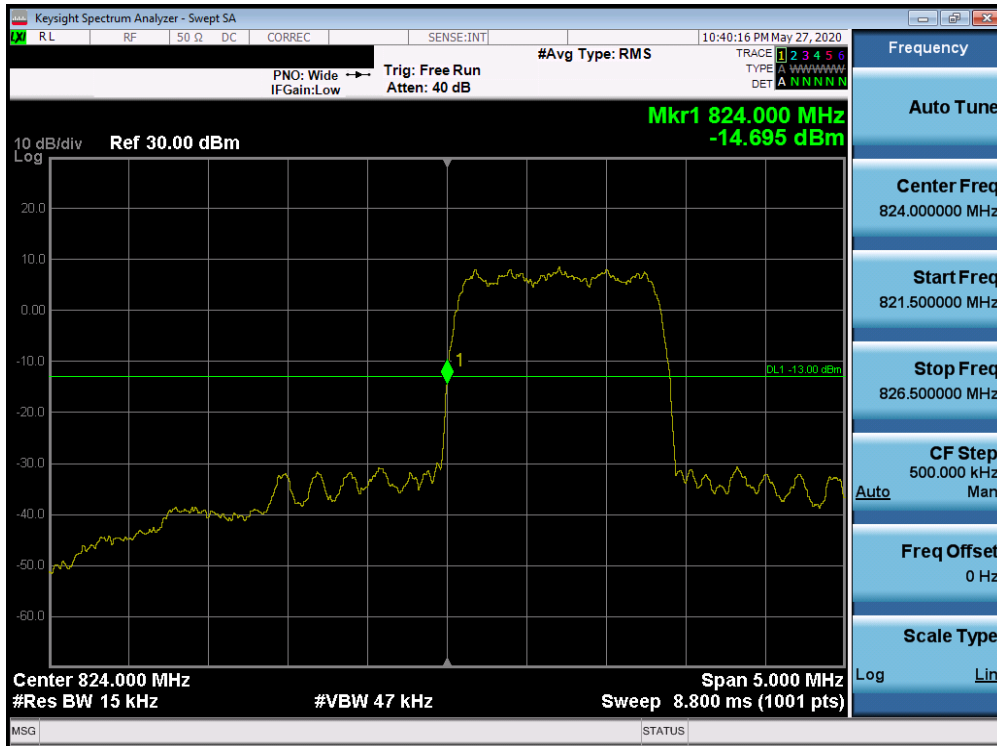 Keysight Spectrum Analyzer - Swept SA
LXI RL RF 50 Ω DC CORREC SENSE:INT 10:40:16 PM May 27, 2020
#Avg Type: RMS
TRACE 1 2 3 4 5 6
TYPE A WWWWW
DET A N N N N N
PNO: Wide
IFGain:Low
Trig: Free Run
Atten: 40 dB
Mkr1 824.000 MHz
-14.695 dBm
10 dB/div Ref 30.00 dBm
Log
20.0
10.0
0.00
-10.0
-20.0
-30.0
-40.0
-50.0
-60.0
1
DL1 -13.00 dBm
Center 824.000 MHz Span 5.000 MHz
#Res BW 15 kHz #VBW 47 kHz Sweep 8.800 ms (1001 pts)
MSG STATUS
Frequency
Auto Tune
Center Freq
824.000000 MHz
Start Freq
821.500000 MHz
Stop Freq
826.500000 MHz
CF Step
500.000 kHz
Auto Man
Freq Offset
0 Hz
Scale Type
Log Lin